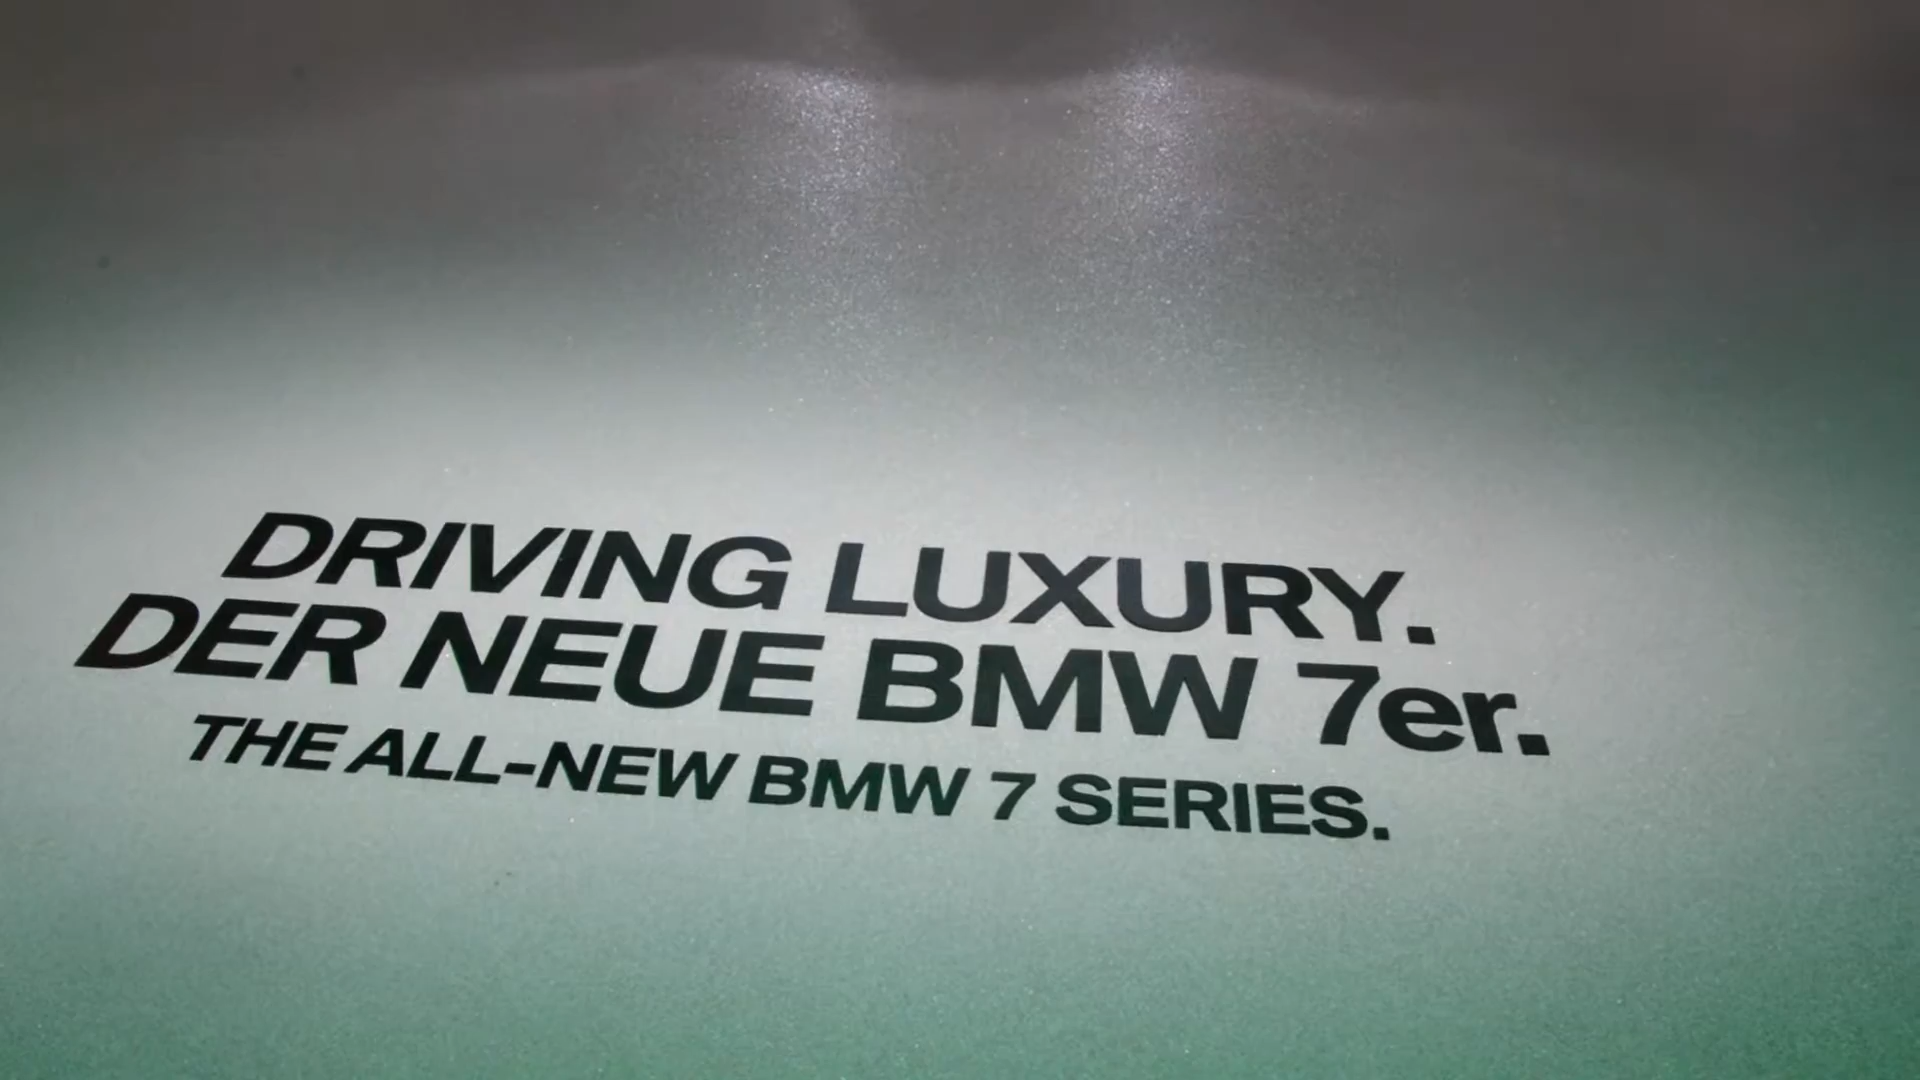 DRIVING LUXURY.
DER NEUE BMW 7er.
THE ALL-NEW BMW 7 SERIES.